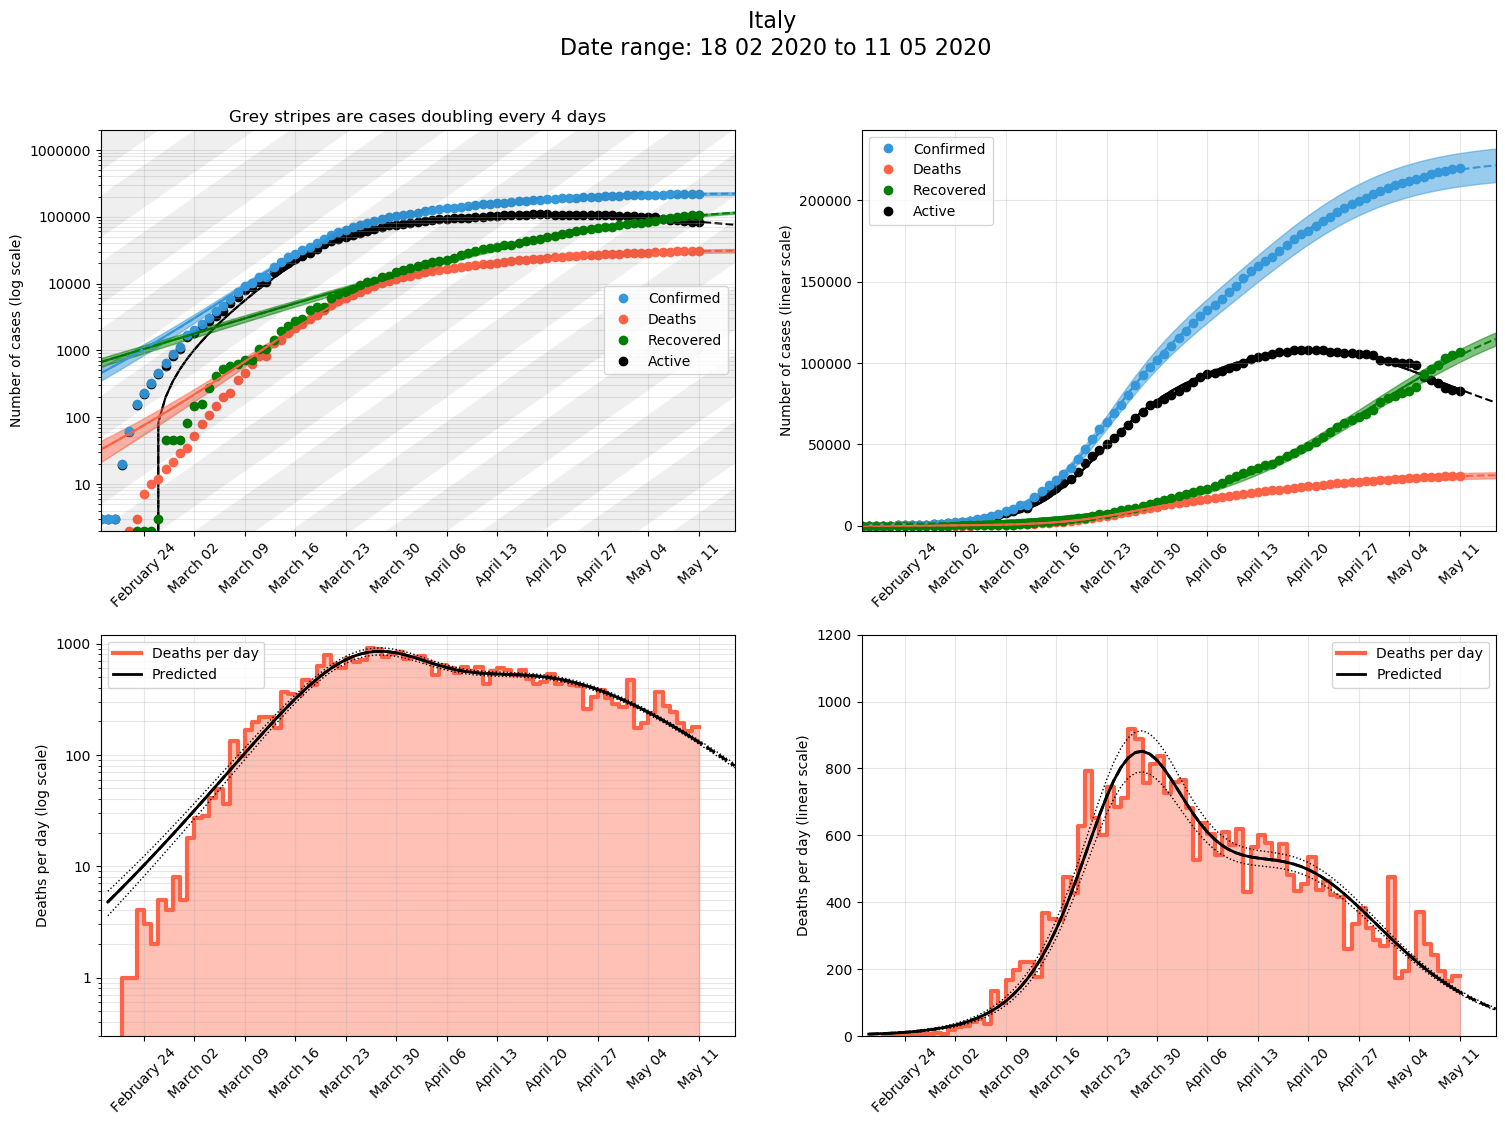 Italy
Date range: 18 02 2020 to 11 05 2020
Grey stripes are cases doubling every 4 days
Number of cases (log scale)
1000000
100000
10000
1000
100
10
Confirmed
Deaths
Recovered
Active
February 24
March 02
March 09
March 16
March 23
March 30
April 06
April 13
April 20
April 27
May 04
May 11
Number of cases (linear scale)
200000
150000
100000
50000
0
Confirmed
Deaths
Recovered
Active
February 24
March 02
March 09
March 16
March 23
March 30
April 06
April 13
April 20
April 27
May 04
May 11
Deaths per day (log scale)
1000
100
10
1
Deaths per day
Predicted
February 24
March 02
March 09
March 16
March 23
March 30
April 06
April 13
April 20
April 27
May 04
May 11
Deaths per day (linear scale)
1200
1000
800
600
400
200
0
Deaths per day
Predicted
February 24
March 02
March 09
March 16
March 23
March 30
April 06
April 13
April 20
April 27
May 04
May 11